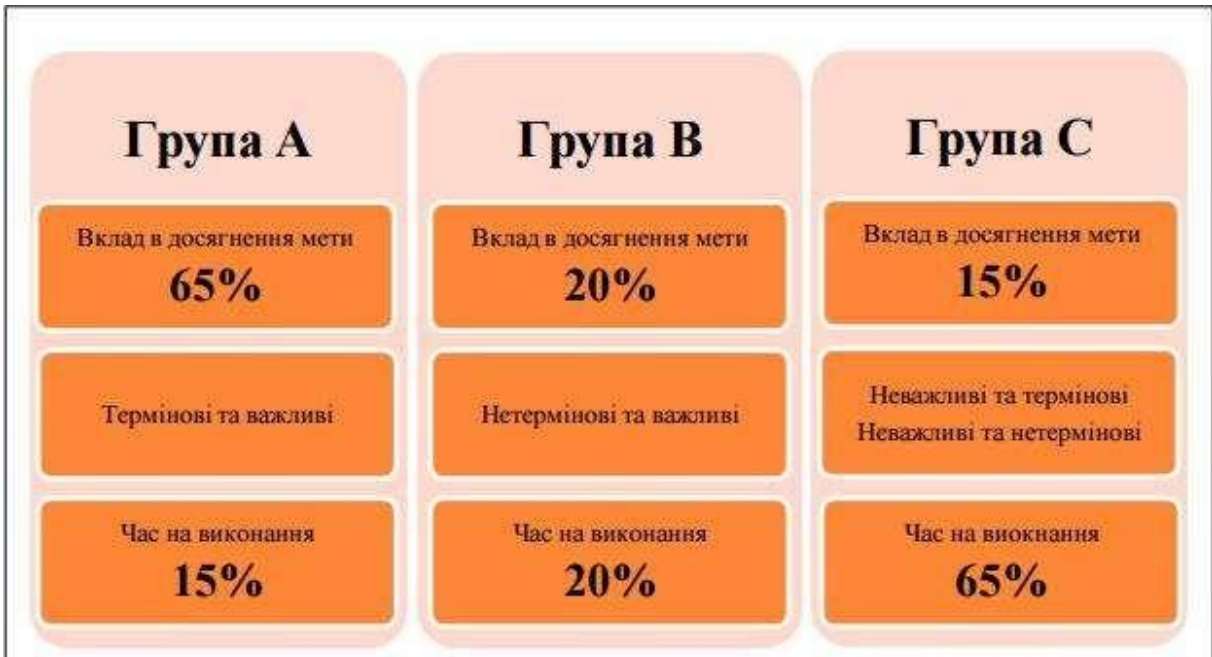 Група А
Вклад в досягнення мети
65%
Термінові та важливі
Час на виконання
15%
Група В
Вклад в досягнення мети
20%
Нетермінові та важливі
Час на виконання
20%
Група С
Вклад в досягнення мети
15%
Неважливі та термінові
Неважливі та нетермінові
Час на виокнання
65%